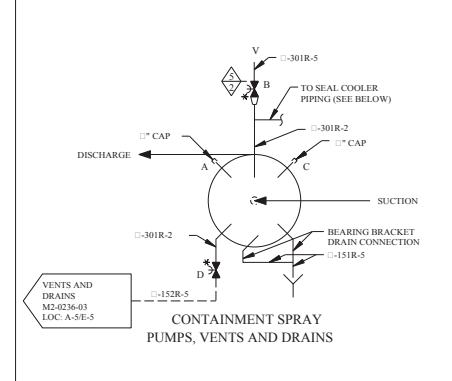 V
□-301R-5
5
2
B
TO SEAL COOLER
PIPING (SEE BELOW)
□-301R-2
□" CAP
□" CAP
DISCHARGE
A
C
SUCTION
□-301R-2
BEARING BRACKET
DRAIN CONNECTION
□-151R-5
D
VENTS AND
DRAINS
M2-0236-03
LOC: A-5/E-5
□-152R-5
CONTAINMENT SPRAY
PUMPS, VENTS AND DRAINS